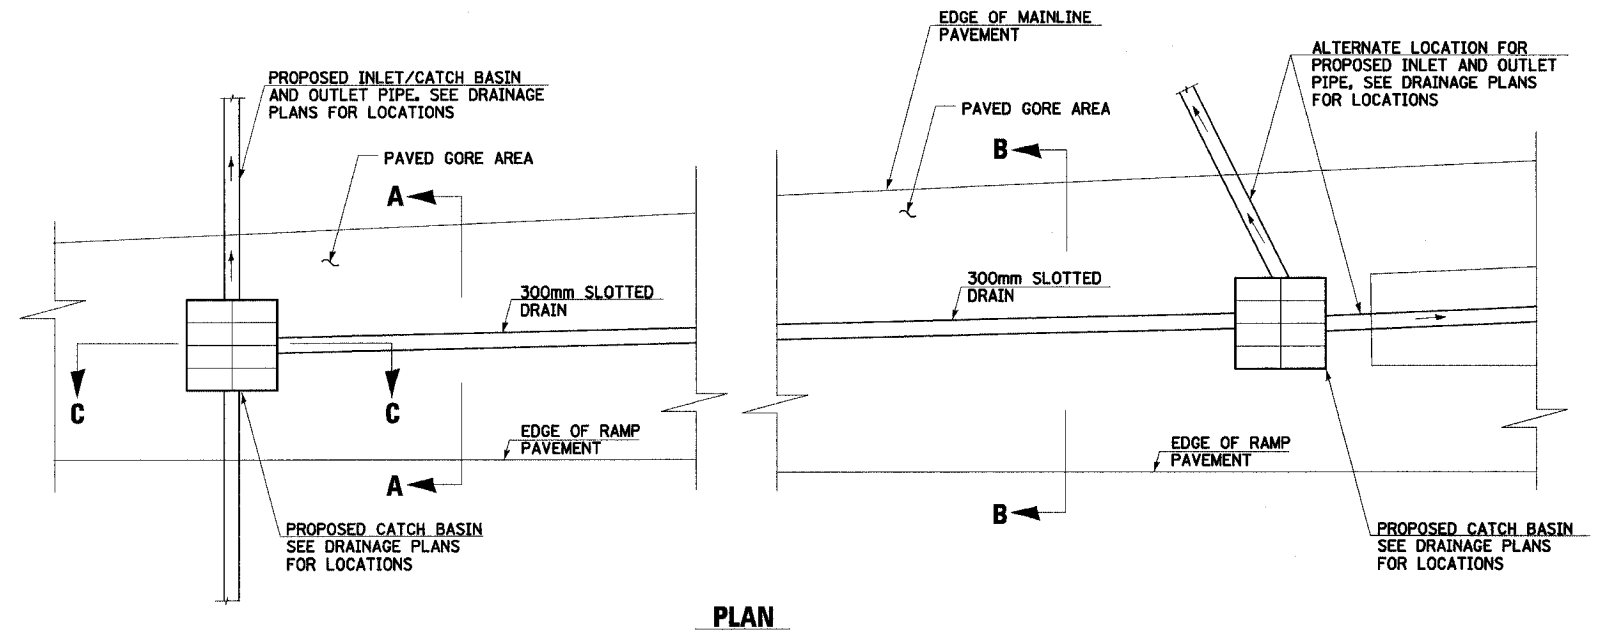 EDGE OF MAINLINE
PAVEMENT
ALTERNATE LOCATION FOR
PROPOSED INLET AND OUTLET
PIPE, SEE DRAINAGE PLANS
FOR LOCATIONS
PROPOSED INLET/CATCH BASIN
AND OUTLET PIPE. SEE DRAINAGE
PLANS FOR LOCATIONS
PAVED GORE AREA
PAVED GORE AREA
B
A
300mm SLOTTED
DRAIN
300mm SLOTTED
DRAIN
C
C
EDGE OF RAMP
PAVEMENT
EDGE OF RAMP
PAVEMENT
A
B
PROPOSED CATCH BASIN
SEE DRAINAGE PLANS
FOR LOCATIONS
PROPOSED CATCH BASIN
SEE DRAINAGE PLANS
FOR LOCATIONS
PLAN